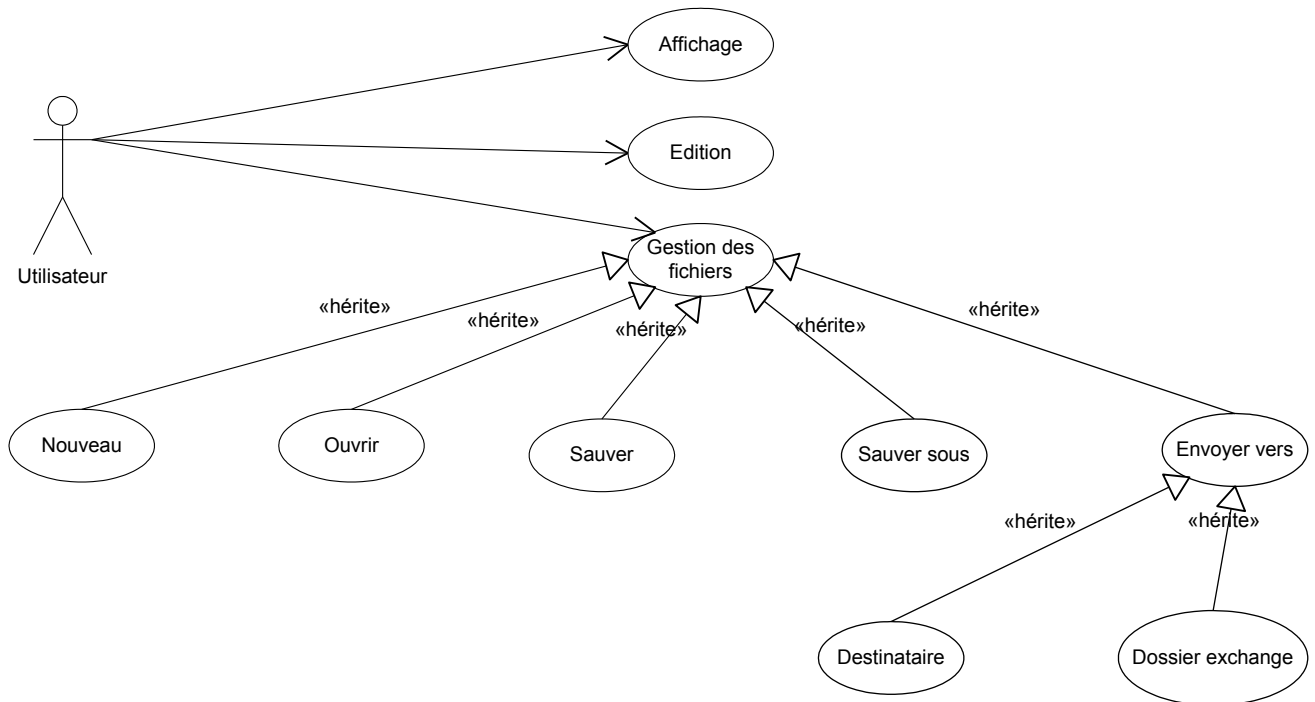 Affichage
Edition
Utilisateur
Gestion des
fichiers
«hérite»
«hérite»
«hérite»
«hérite»
«hérite»
Nouveau
Ouvrir
Sauver
Sauver sous
Envoyer vers
«hérite»
«hérite»
Destinataire
Dossier exchange